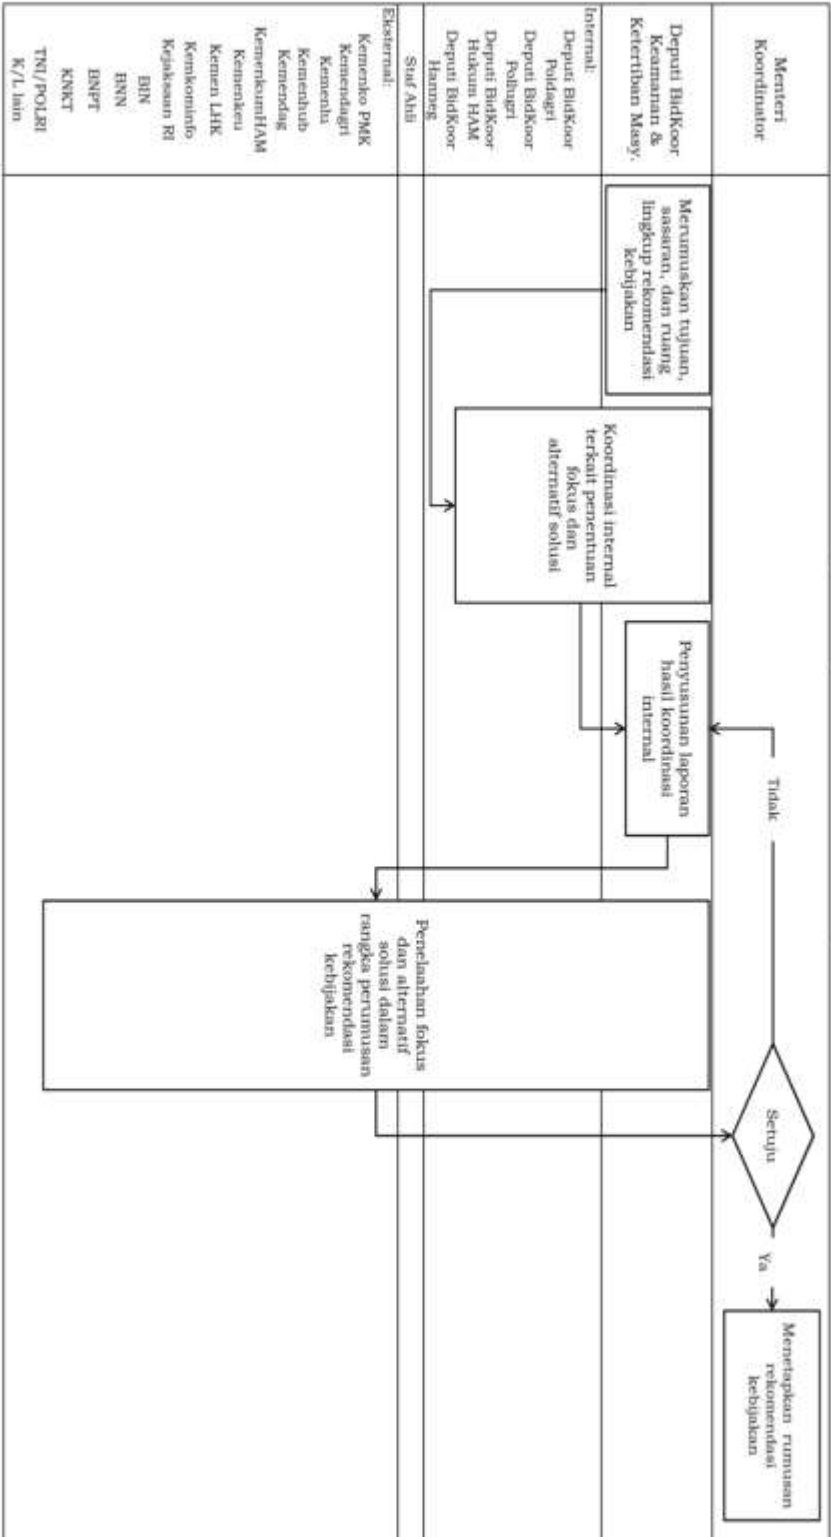 Menteri
Koordinator
Deputi BidKoor
Keamanan &
Ketertiban Masy.
Internal:
Deputi BidKoor
Poldagri
Deputi BidKoor
Pollugri
Deputi BidKoor
Hukum HAM
Deputi BidKoor
Hanneg
Staf Ahli
Eksternal:
Kemenko PMK
Kemendagri
Kemenlu
Kemenhub
Kemendag
KemenkumHAM
Kemenkeu
Kemen LHK
Kemkominfo
Kejaksaan RI
BIN
BNN
BNPT
KNKT
TNI/POLRI
K/L lain
Merumuskan tujuan,
sasaran, dan ruang
lingkup rekomendasi
kebijakan
Koordinasi internal
terkait penentuan
fokus dan
alternatif solusi
Penyusunan laporan
hasil koordinasi
internal
Tidak
Penelaahan fokus
dan alternatif
solusi dalam
rangka perumusan
rekomendasi
kebijakan
Setuju
Ya
Menetapkan rumusan
rekomendasi
kebijakan